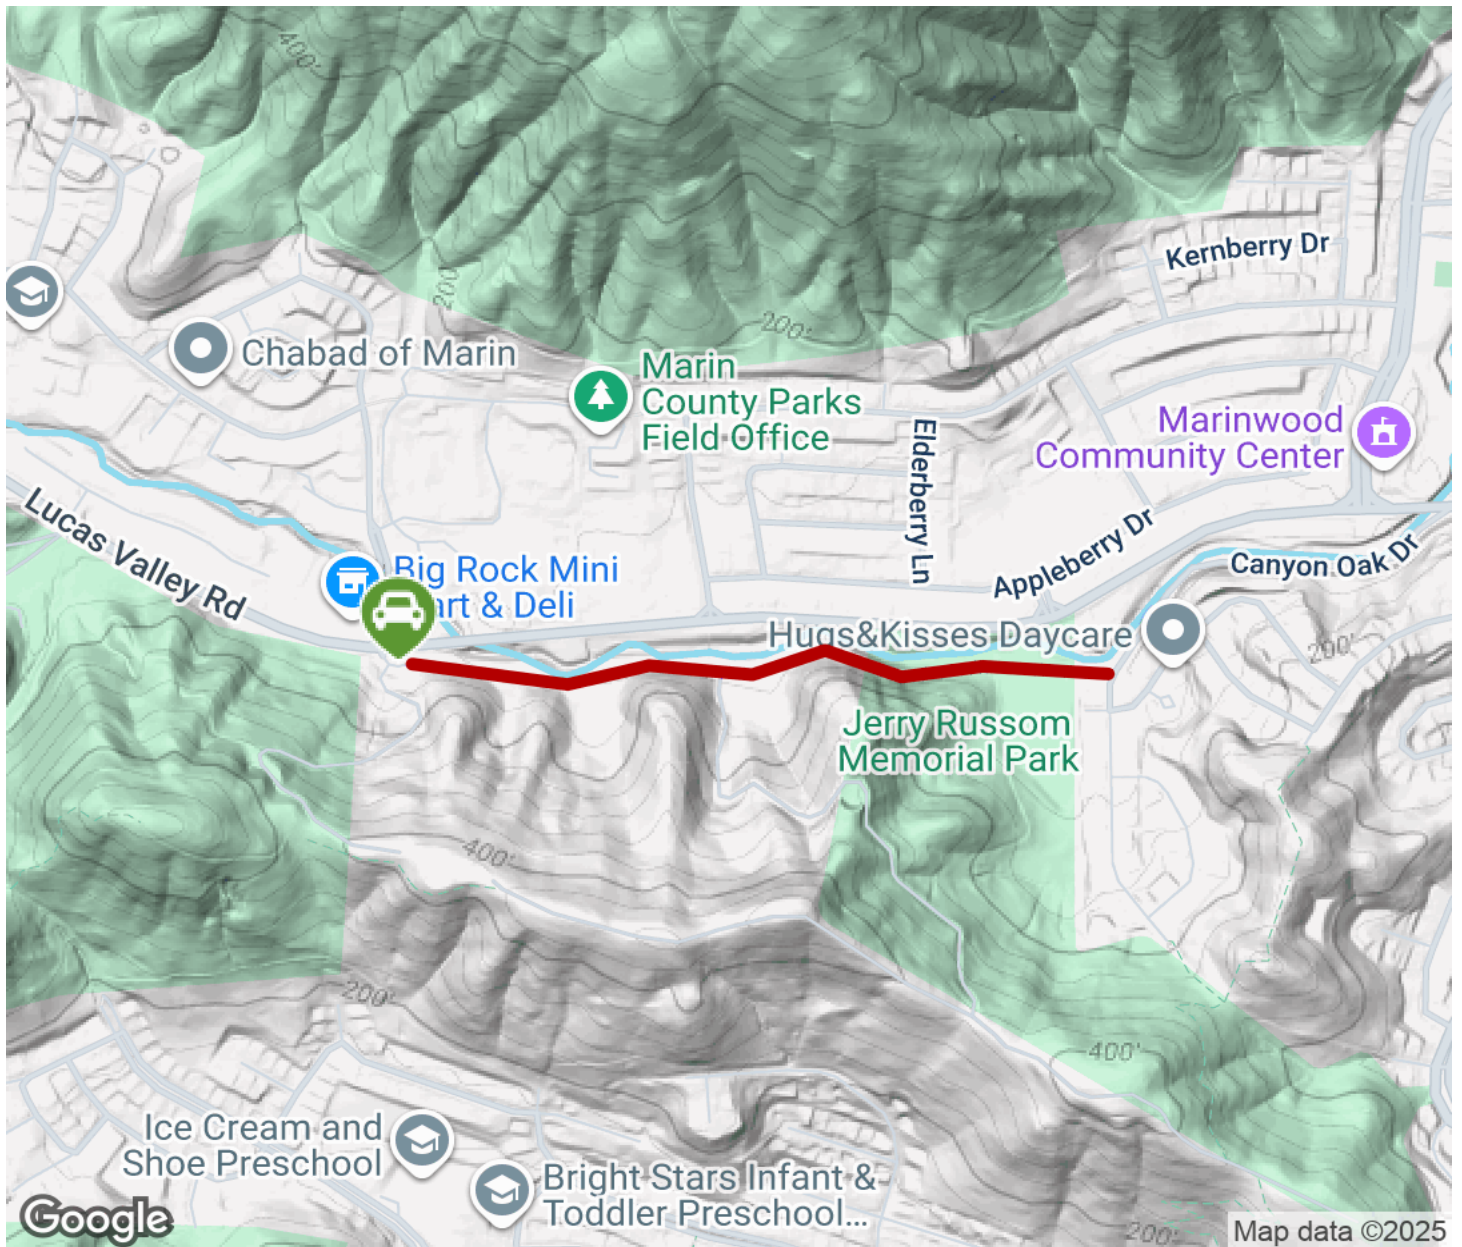 400'
Kernberry Dr
200'
200'
Chabad of Marin
Marin
County Parks
Field Office
Elderberry Ln
Marinwood
Community Center
Lucas Valley Rd
Appleberry Dr
Canyon Oak Dr
Big Rock Mini
art & Deli
Hugs&Kisses Daycare
200'
Jerry Russom
Memorial Park
400'
200'
400'
Ice Cream and
Shoe Preschool
Bright Stars Infant &
Toddler Preschool...
200'
Google
Map data ©2025